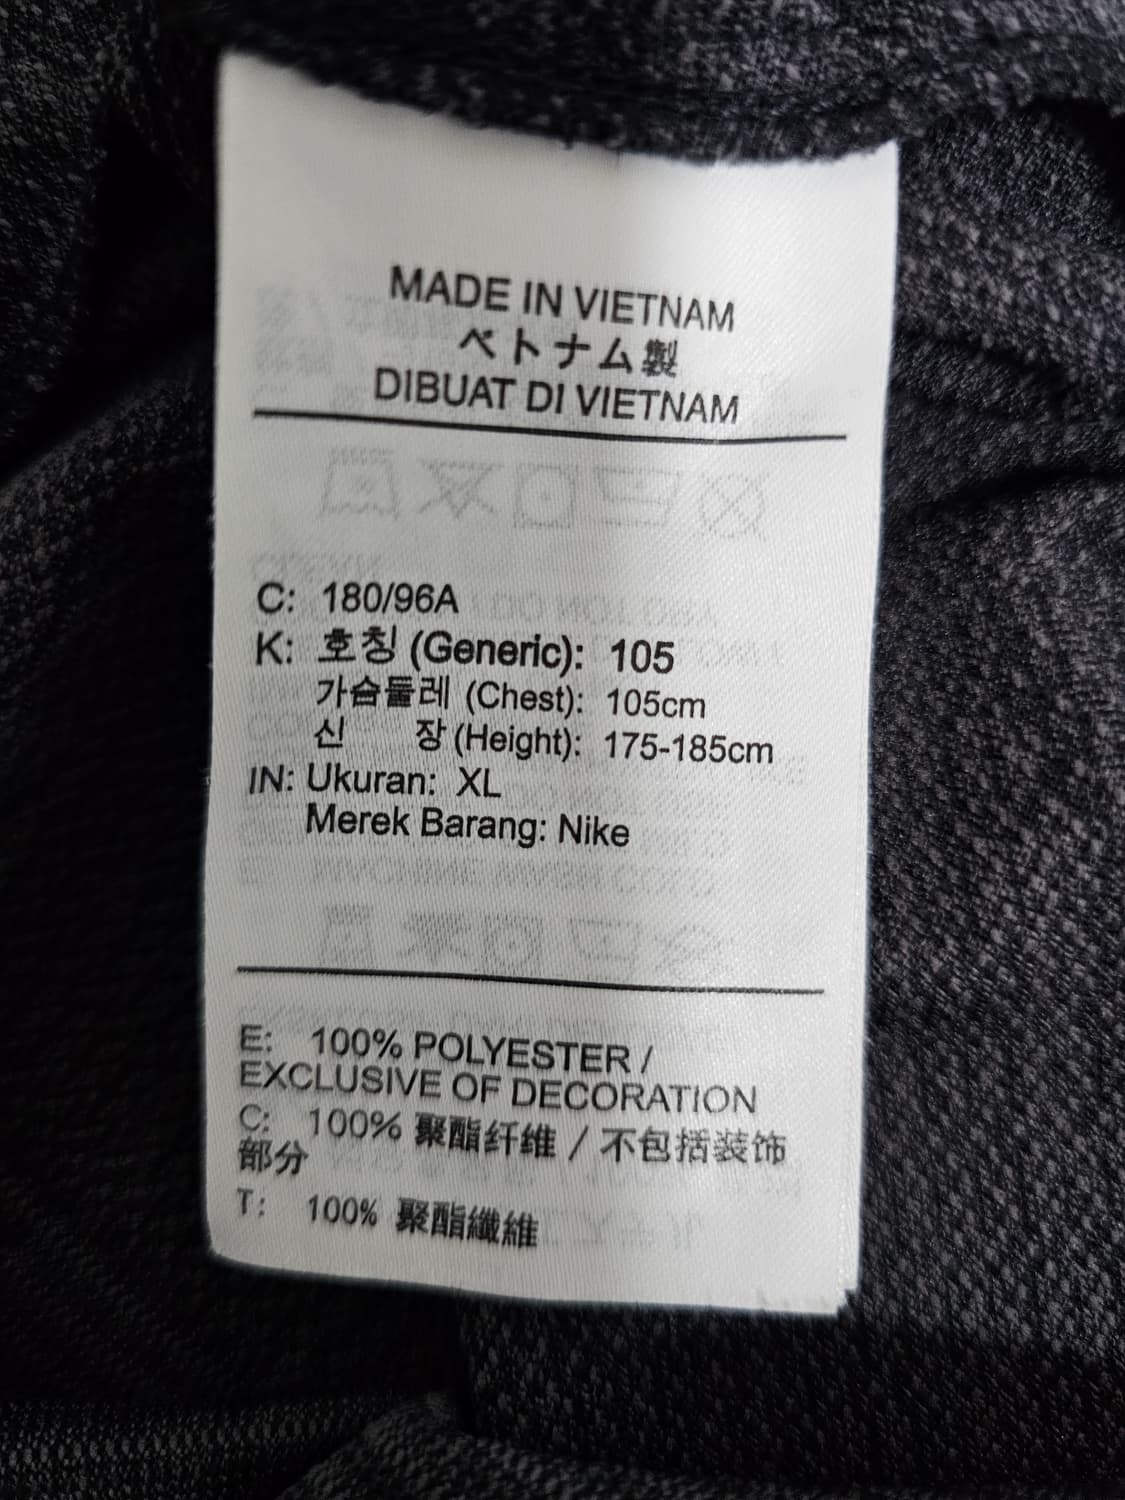 MADE IN VIETNAM
ベトナム製
DIBUAT DI VIETNAM
C: 180/96A
K: 호칭 (Generic): 105
가슴둘레 (Chest): 105cm
신 장 (Height): 175-185cm
IN: Ukuran: XL
Merek Barang: Nike
E: 100% POLYESTER /
EXCLUSIVE OF DECORATION
C: 100% 聚酯纤维 / 不包括装饰
部分
T: 100% 聚酯纖維